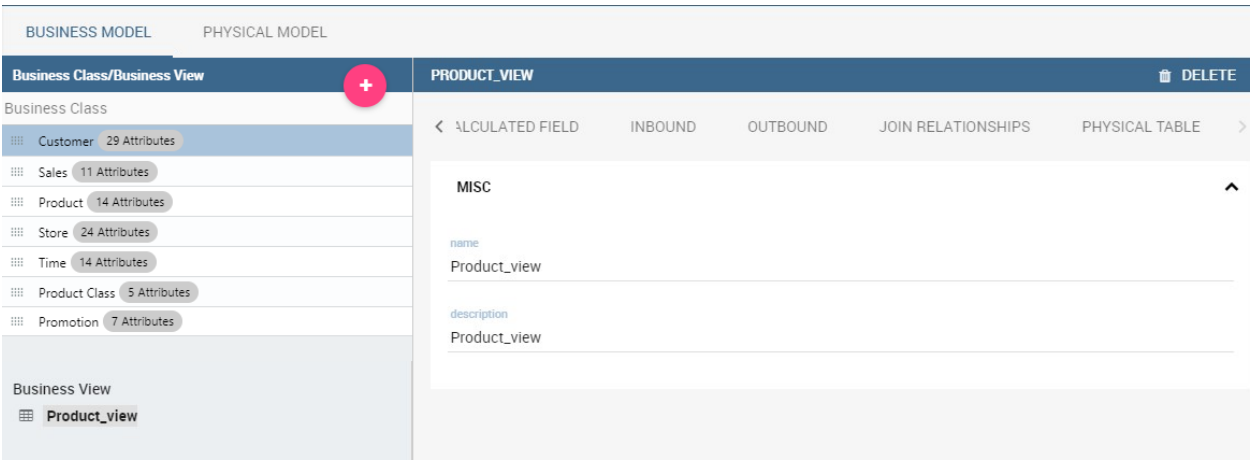 BUSINESS MODEL PHYSICAL MODEL
Business Class/Business View
+
Business Class
Customer 29 Attributes
Sales 11 Attributes
Product 14 Attributes
Store 24 Attributes
Time 14 Attributes
Product Class 5 Attributes
Promotion 7 Attributes
Business View
Product_view
PRODUCT_VIEW DELETE
ALCULATED FIELD INBOUND OUTBOUND JOIN RELATIONSHIPS PHYSICAL TABLE
MISC
name
Product_view
description
Product_view